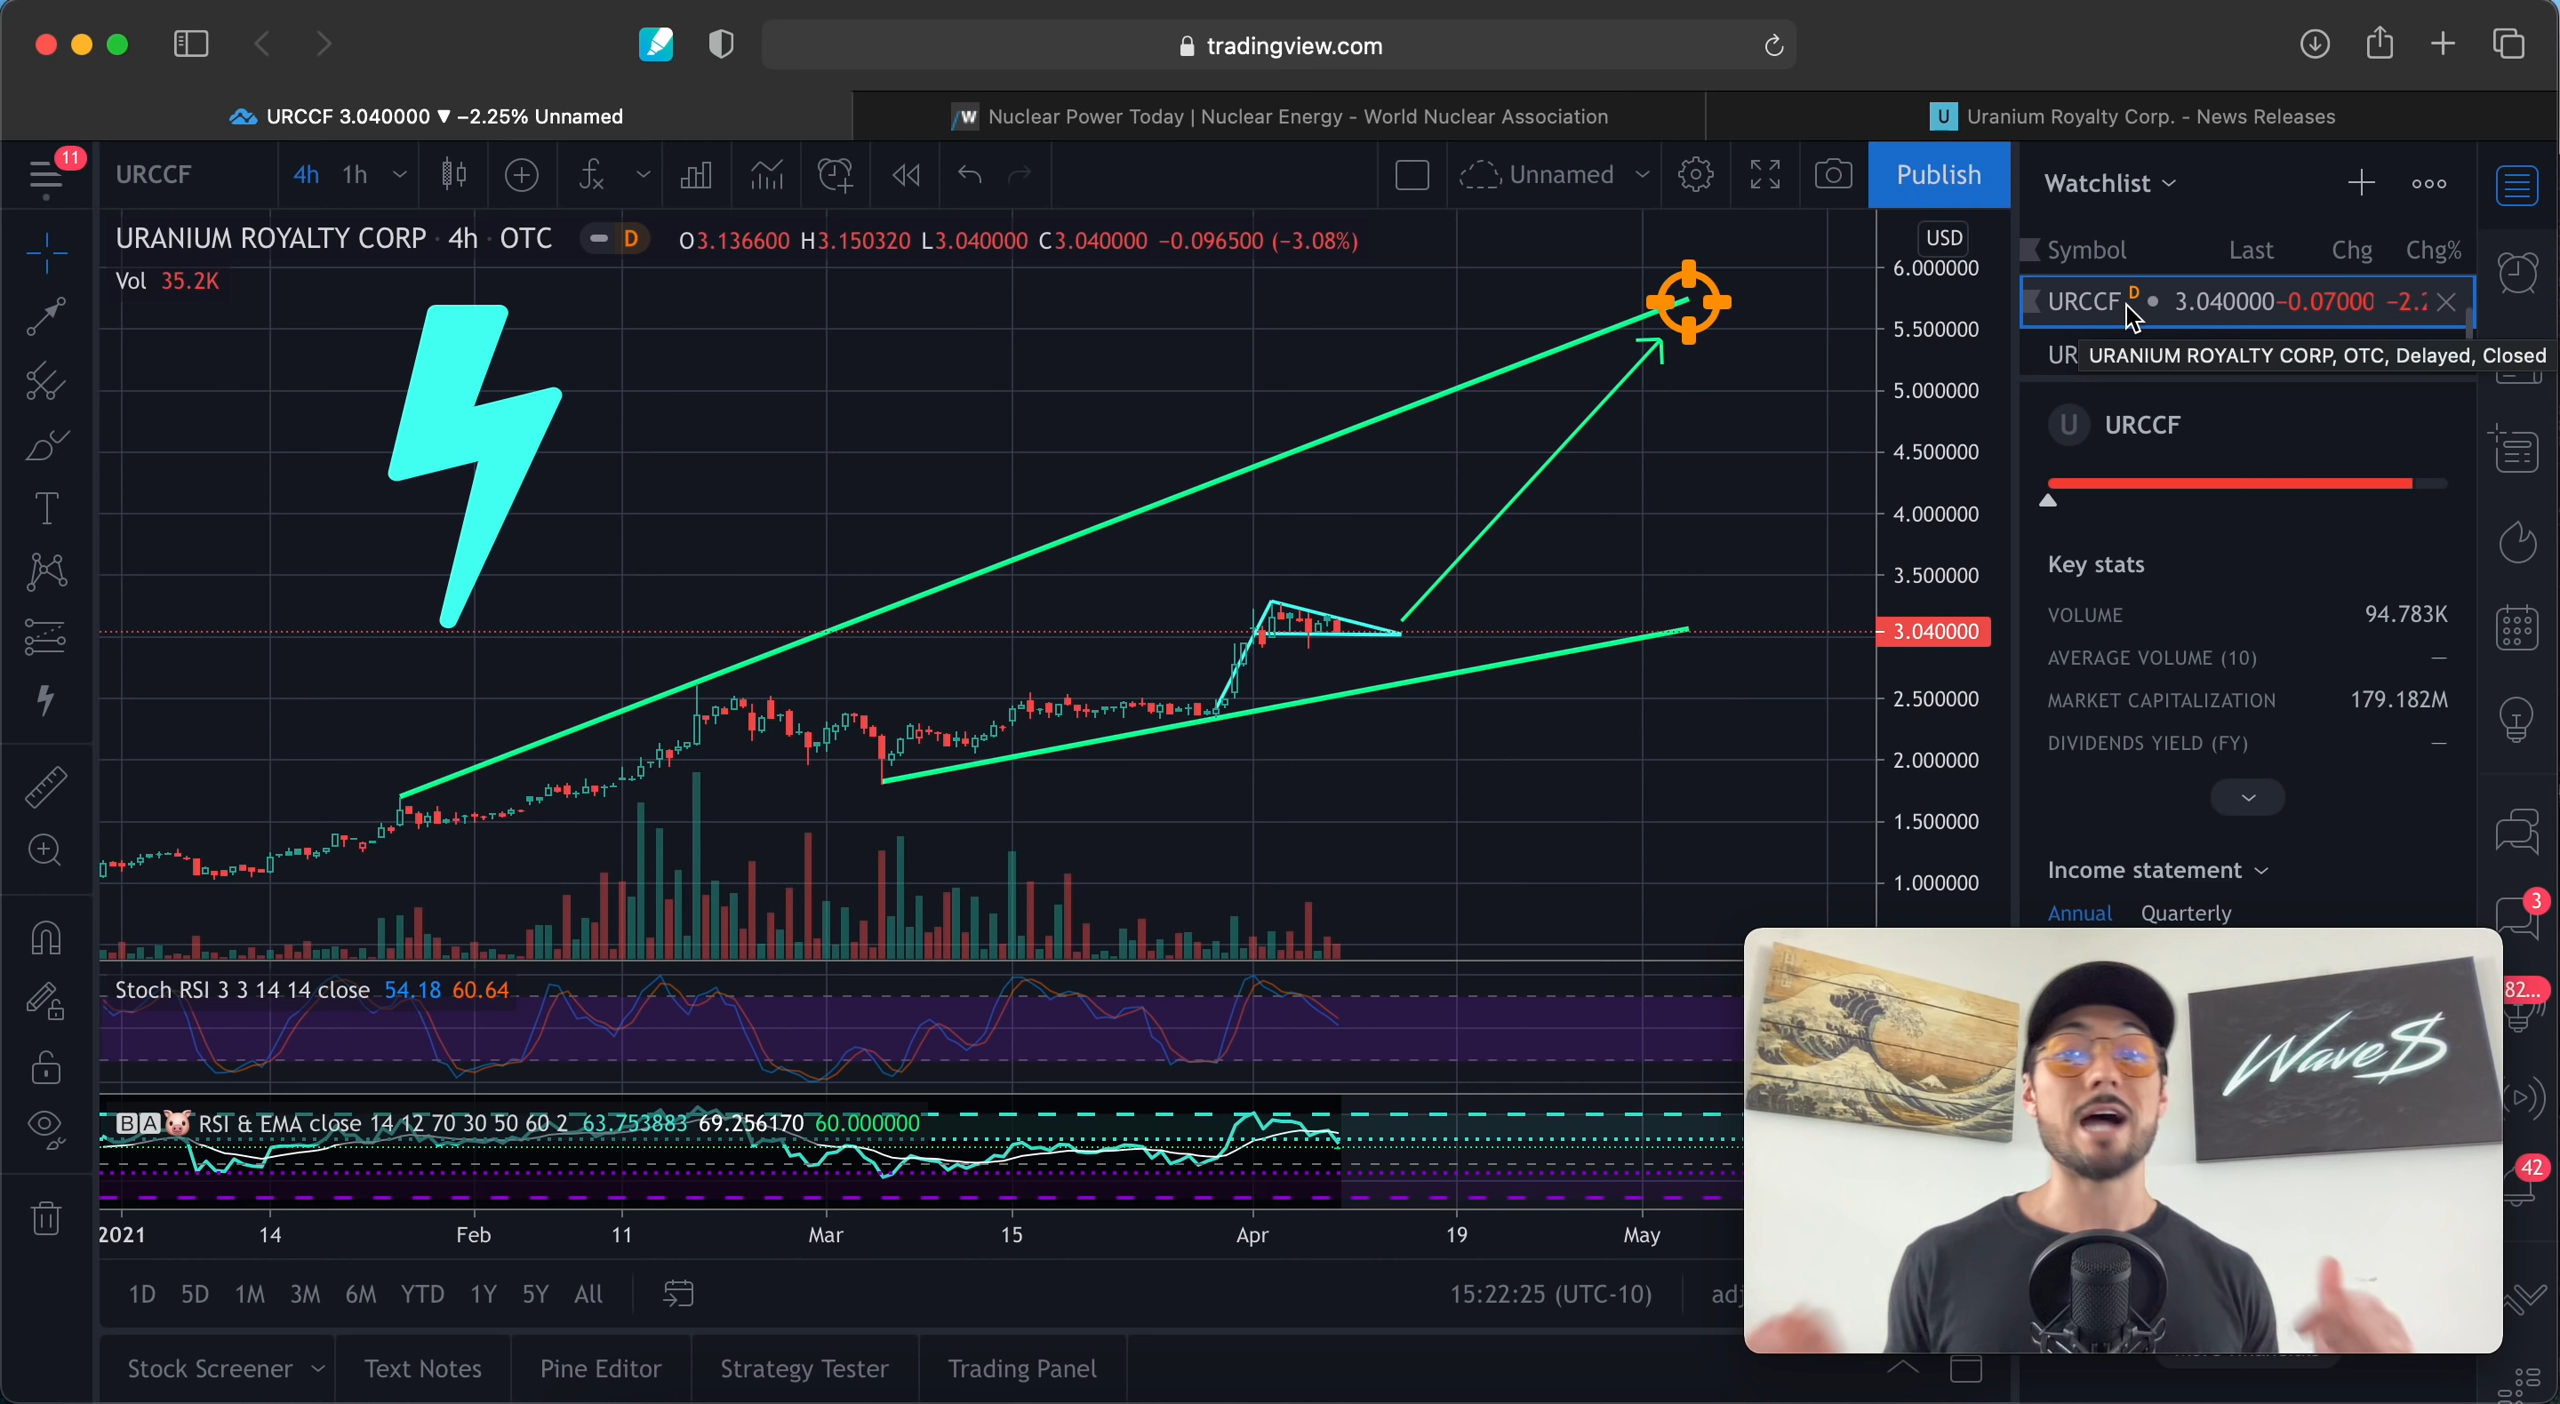 tradingview.com
URCCF 3.040000 ▼ −2.25% Unnamed
Nuclear Power Today | Nuclear Energy - World Nuclear Association
U Uranium Royalty Corp. - News Releases
11
URCCF
4h 1h
Unnamed
Publish
Watchlist
URANIUM ROYALTY CORP · 4h · OTC
D
O3.136600 H3.150320 L3.040000 C3.040000 −0.096500 (−3.08%)
Vol 35.2K
USD
Symbol Last Chg Chg%
URCCF D 3.040000 −0.07000
UR
URANIUM ROYALTY CORP, OTC, Delayed, Closed
6.000000
5.500000
5.000000
4.500000
4.000000
3.500000
3.040000
2.500000
2.000000
1.500000
1.000000
U URCCF
Key stats
VOLUME 94.783K
AVERAGE VOLUME (10) —
MARKET CAPITALIZATION 179.182M
DIVIDENDS YIELD (FY) —
Income statement
Annual Quarterly
3
82...
42
Stoch RSI 3 3 14 14 close 54.18 60.64
B A RSI & EMA close 14 12 70 30 50 60 2 63.753883 69.256170 60.000000
Wave$
2021 14 Feb 11 Mar 15 Apr 19 May
1D 5D 1M 3M 6M YTD 1Y 5Y All
15:22:25 (UTC-10)
adj
Stock Screener Text Notes Pine Editor Strategy Tester Trading Panel